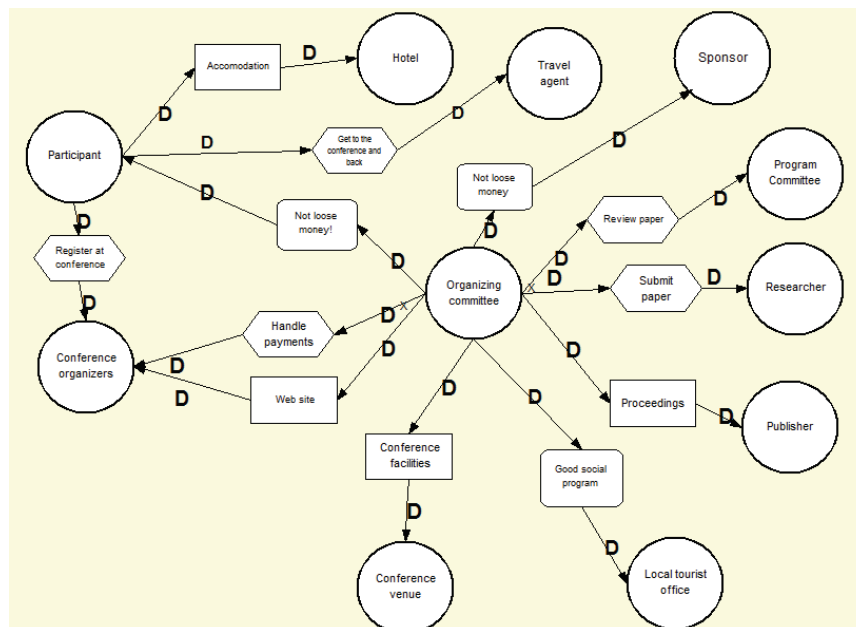 Accomodation
D
Hotel
Travel
agent
Sponsor
D
D
D
D
Participant
D
Get to the
conference and
back
Not loose
money
Program
Committee
D
Not loose
money!
D
Review paper
D
D
Register at
conference
D
D
D
Organizing
committee
D
Submit
paper
D
Researcher
D
X
D
X
Handle
payments
D
D
Conference
organizers
D
D
Web site
D
D
Proceedings
D
Publisher
Conference
facilities
Good social
program
D
D
Conference
venue
Local tourist
office